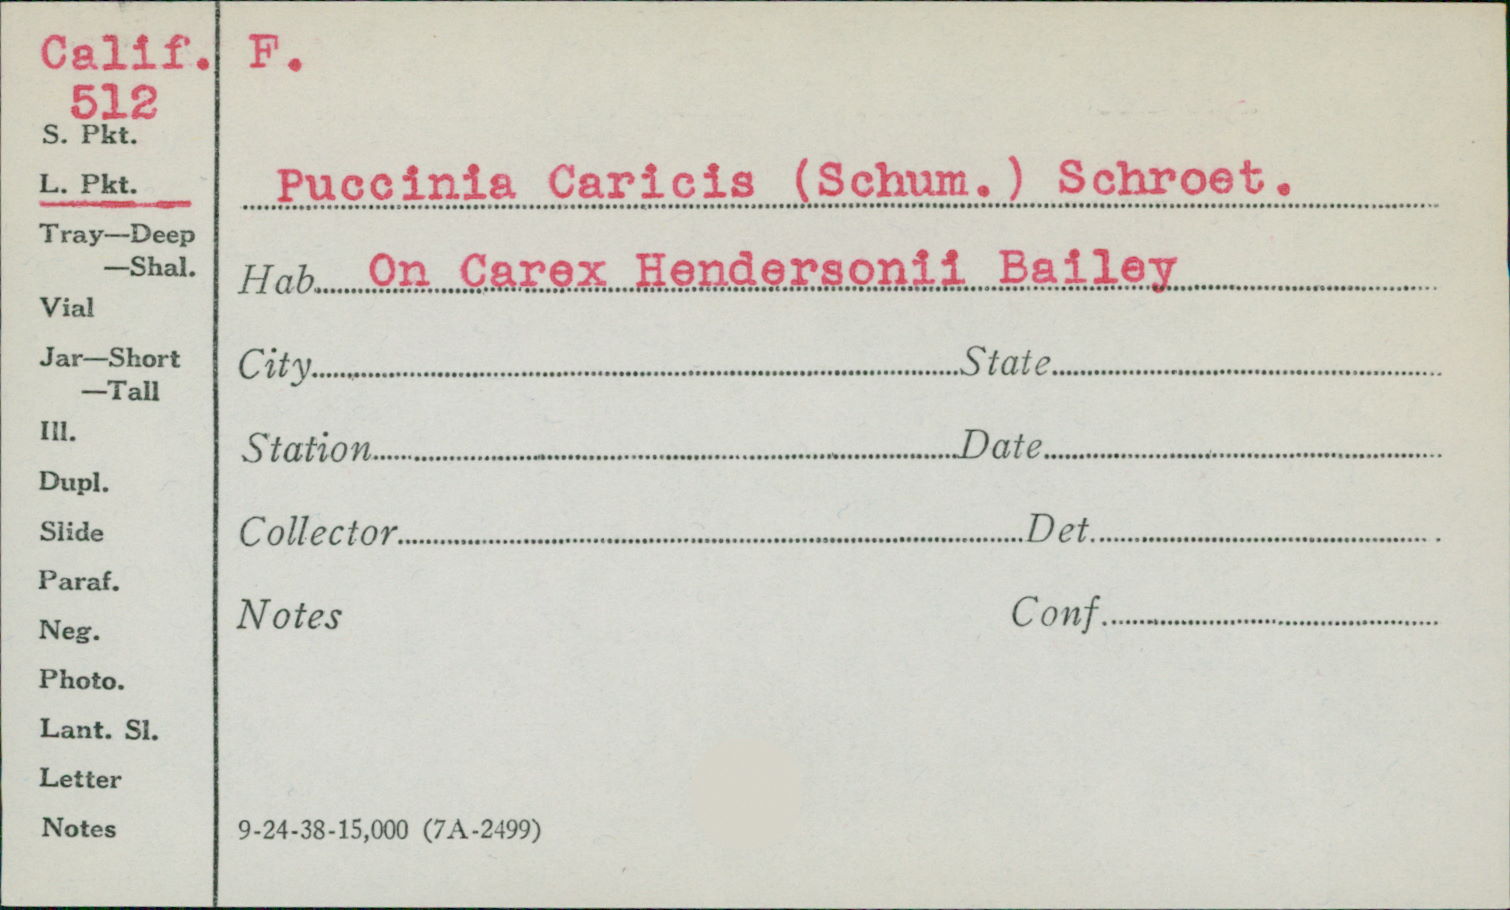 Calif. F.
512
S. Pkt.
L. Pkt.
Puccinia Caricis (Schum.) Schroet.
Tray—Deep
—Shal.
Hab. On Carex Hendersonii Bailey
Vial
Jar—Short
—Tall
City State
Ill.
Station Date
Dupl.
Slide
Collector Det.
Paraf.
Neg.
Notes Conf.
Photo.
Lant. Sl.
Letter
Notes
9-24-38-15,000 (7A-2499)